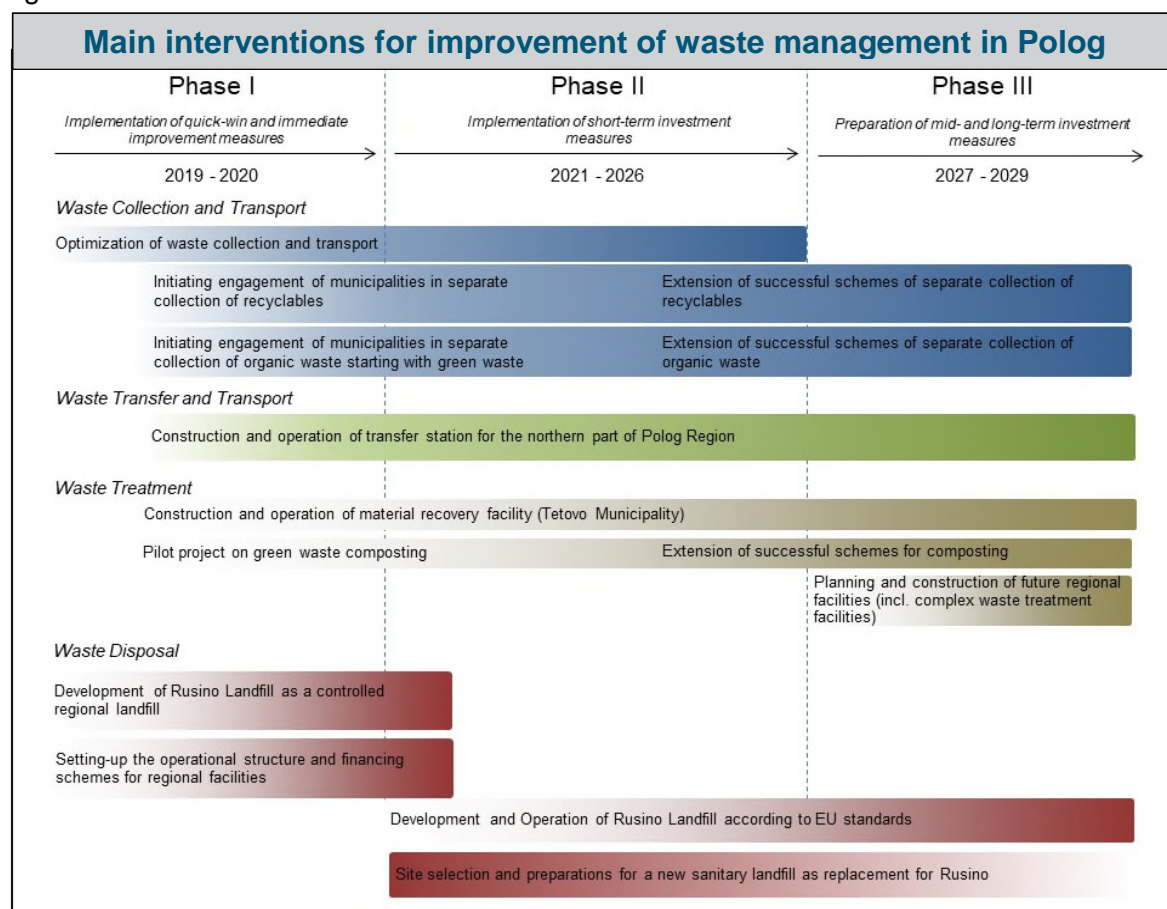 Main interventions for improvement of waste management in Polog
Phase I
Phase II
Phase III
Implementation of quick-win and immediate
improvement measures
Implementation of short-term investment
measures
Preparation of mid- and long-term investment
measures
2019 - 2020
2021 - 2026
2027 - 2029
Waste Collection and Transport
Optimization of waste collection and transport
Initiating engagement of municipalities in separate
collection of recyclables
Extension of successful schemes of separate collection of
recyclables
Initiating engagement of municipalities in separate
collection of organic waste starting with green waste
Extension of successful schemes of separate collection of
organic waste
Waste Transfer and Transport
Construction and operation of transfer station for the northern part of Polog Region
Waste Treatment
Construction and operation of material recovery facility (Tetovo Municipality)
Pilot project on green waste composting
Extension of successful schemes for composting
Planning and construction of future regional
facilities (incl. complex waste treatment
facilities)
Waste Disposal
Development of Rusino Landfill as a controlled
regional landfill
Setting-up the operational structure and financing
schemes for regional facilities
Development and Operation of Rusino Landfill according to EU standards
Site selection and preparations for a new sanitary landfill as replacement for Rusino